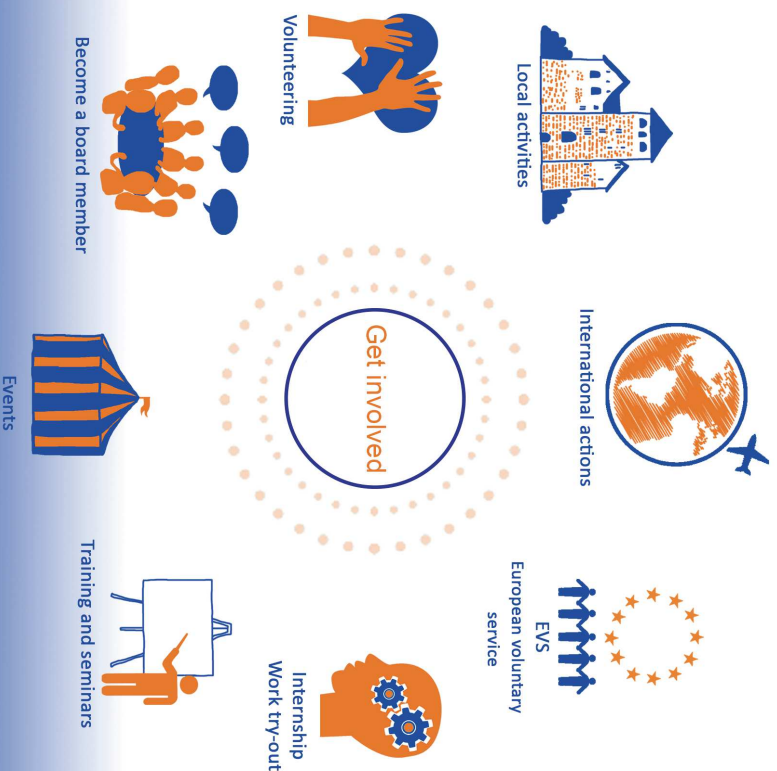 Local activities
International actions
EVS
European voluntary
service
Volunteering
Get involved
Internship
Work try-out
Become a board member
Events
Training and seminars